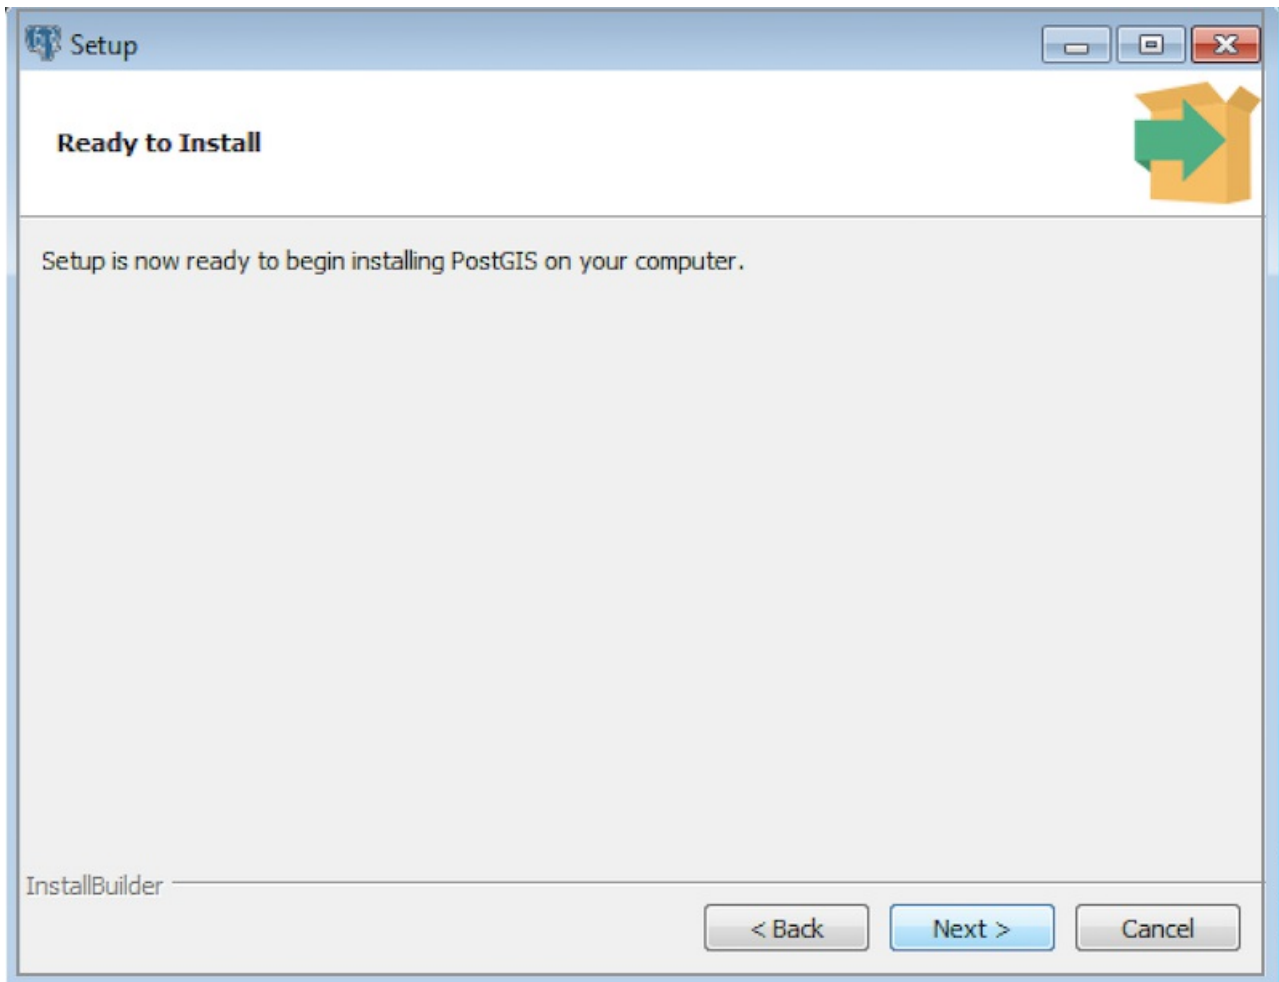 Setup
Ready to Install
Setup is now ready to begin installing PostGIS on your computer.
InstallBuilder
< Back
Next >
Cancel